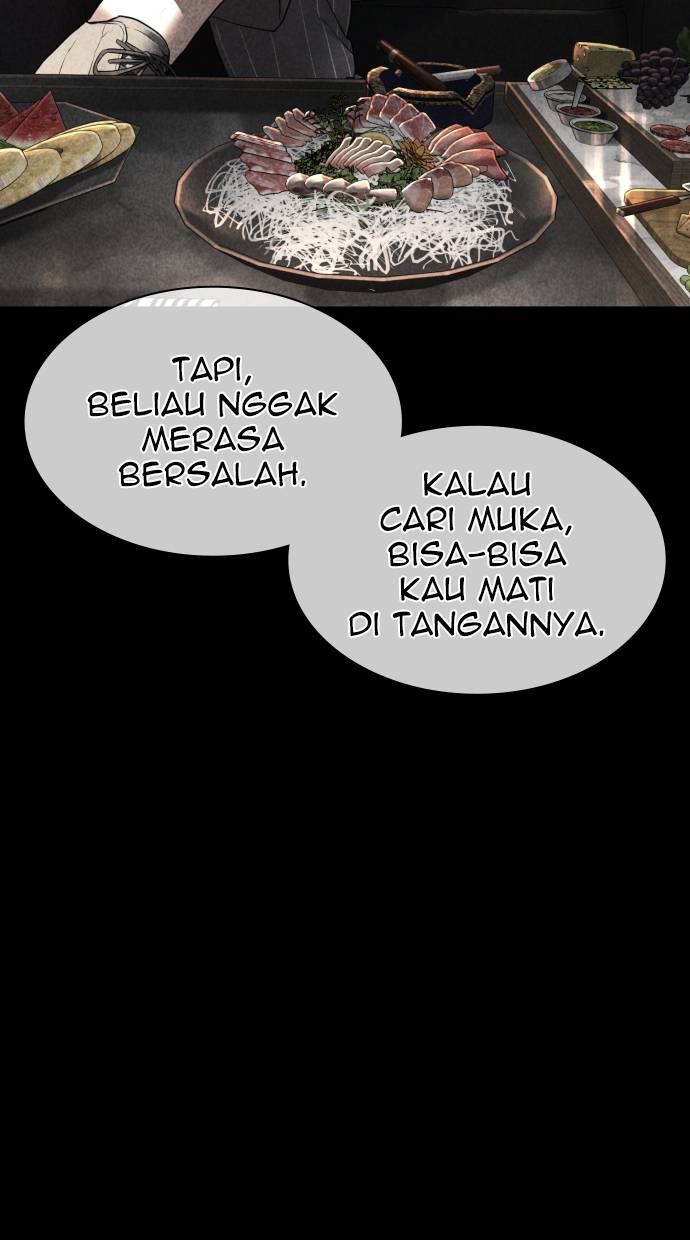 TAPI,
BELIAU NGGAK
MERASA
BERSALAH.
KALAU
CARI MUKA,
BISA-BISA
KAU MATI
DI TANGANNYA.